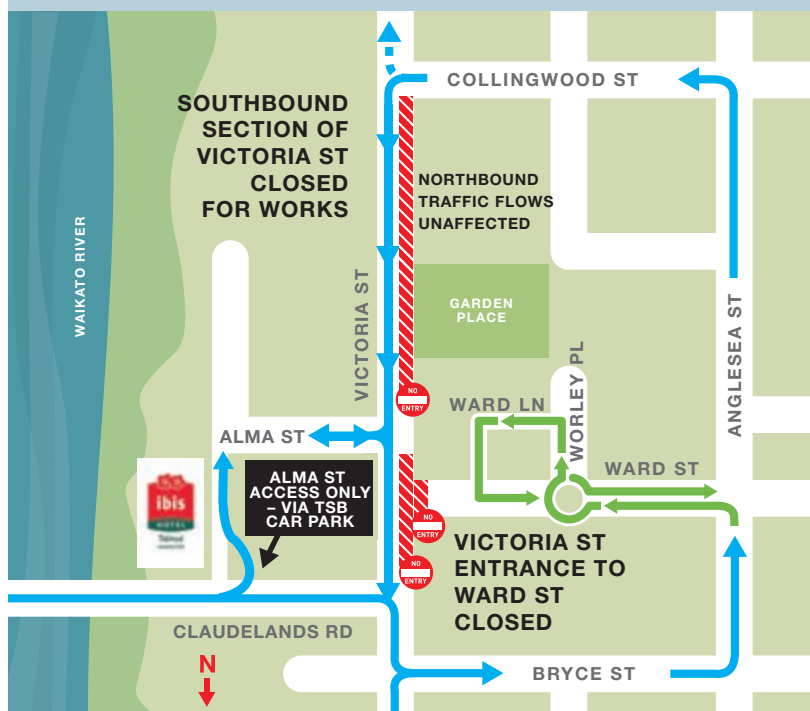 COLLINGWOOD ST
SOUTHBOUND
SECTION OF
VICTORIA ST
CLOSED
FOR WORKS
NORTHBOUND
TRAFFIC FLOWS
UNAFFECTED
WAIKATO RIVER
VICTORIA ST
GARDEN
PLACE
ANGLESEA ST
WORLEY PL
NO
ENTRY
WARD LN
ALMA ST
WARD ST
ibis
HOTEL
ALMA ST
ACCESS ONLY
– VIA TSB
CAR PARK
NO
ENTRY
NO
ENTRY
VICTORIA ST
ENTRANCE TO
WARD ST
CLOSED
CLAUDELANDS RD
N
BRYCE ST